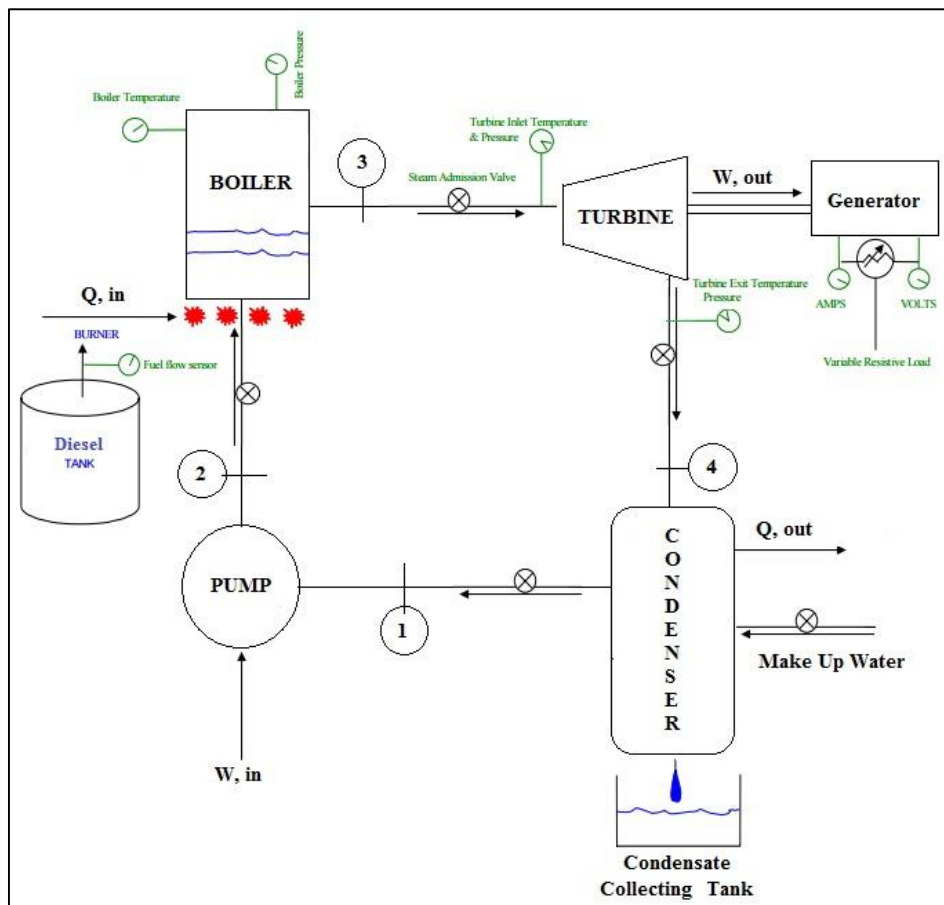 Boiler Pressure
Boiler Temperature
BOILER
3
Steam Admission Valve
Turbine Inlet Temperature
& Pressure
TURBINE
W, out
Generator
AMPS
VOLTS
Variable Resistive Load
Turbine Exit Temperature
Pressure
Q, in
BURNER
Fuel flow sensor
Diesel
TANK
2
4
PUMP
1
W, in
C
O
N
D
E
N
S
E
R
Q, out
Make Up Water
Condensate
Collecting Tank